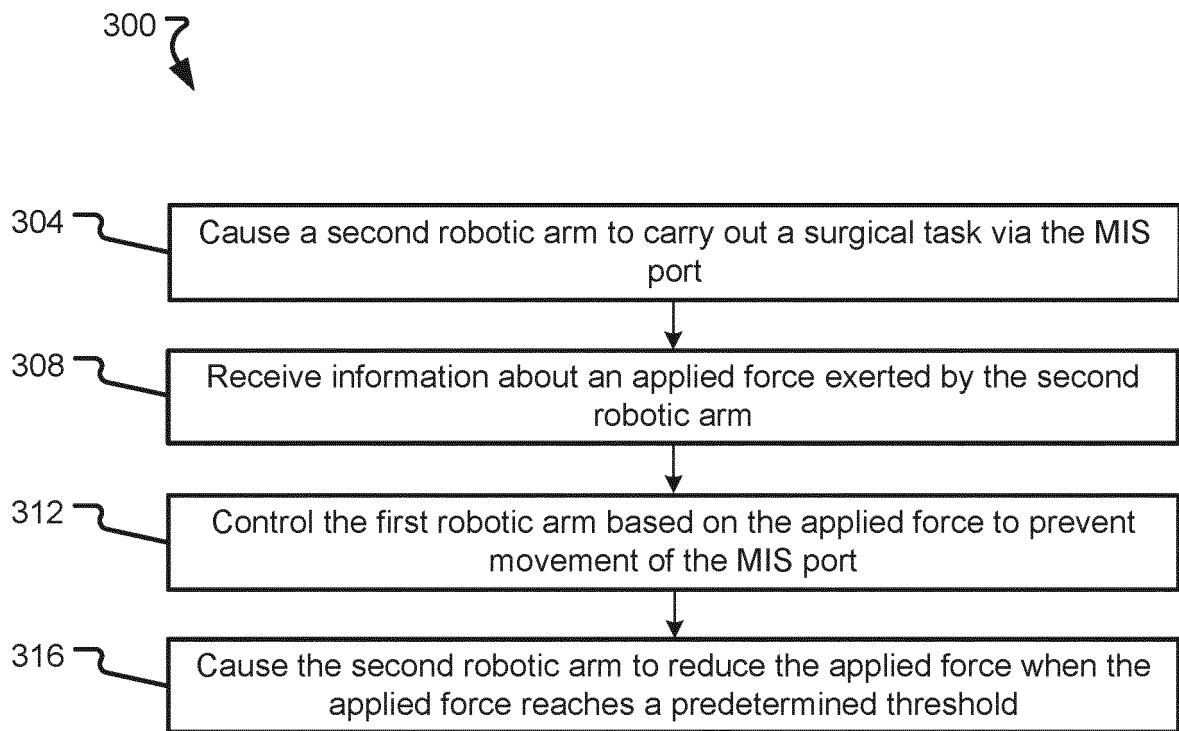 300
304
Cause a second robotic arm to carry out a surgical task via the MIS
port
308
Receive information about an applied force exerted by the second
robotic arm
312
Control the first robotic arm based on the applied force to prevent
movement of the MIS port
316
Cause the second robotic arm to reduce the applied force when the
applied force reaches a predetermined threshold